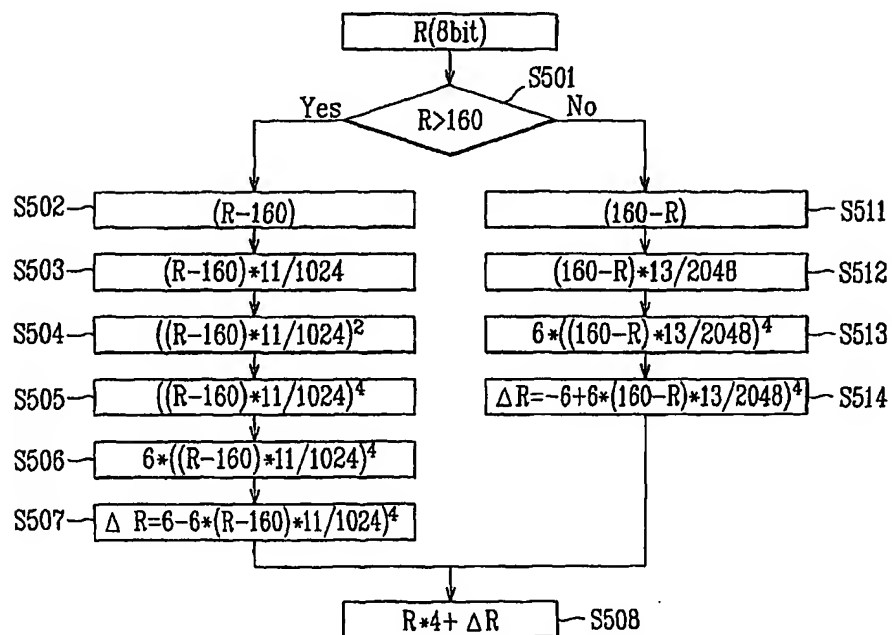 R(8bit)
S501
Yes
R>160
No
S502
(R-160)
(160-R)
S511
S503
(R-160)*11/1024
(160-R)*13/2048
S512
S504
((R-160)*11/1024)²
6*((160-R)*13/2048)⁴
S513
S505
((R-160)*11/1024)⁴
ΔR=-6+6*(160-R)*13/2048)⁴
S514
S506
6*((R-160)*11/1024)⁴
S507
Δ R=6-6*(R-160)*11/1024)⁴
R*4+ ΔR
S508